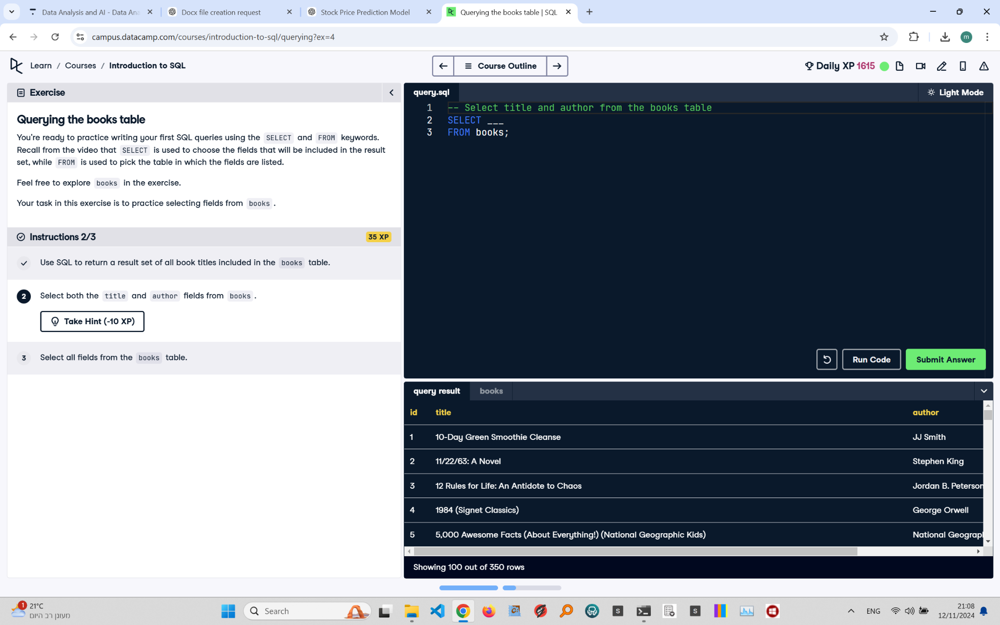 Data Analysis and AI - Data Ana
Docx file creation request
Stock Price Prediction Model
Querying the books table | SQL
campus.datacamp.com/courses/introduction-to-sql/querying?ex=4
m
Learn / Courses / Introduction to SQL
Course Outline
Daily XP 1615
Exercise
Querying the books table
You're ready to practice writing your first SQL queries using the SELECT and FROM keywords.
Recall from the video that SELECT is used to choose the fields that will be included in the result
set, while FROM is used to pick the table in which the fields are listed.
Feel free to explore books in the exercise.
Your task in this exercise is to practice selecting fields from books.
Instructions 2/3
35 XP
Use SQL to return a result set of all book titles included in the books table.
2 Select both the title and author fields from books.
Take Hint (-10 XP)
3 Select all fields from the books table.
query.sql
Light Mode
1 -- Select title and author from the books table
2 SELECT ___
3 FROM books;
Run Code
Submit Answer
query result books
id title author
1 10-Day Green Smoothie Cleanse JJ Smith
2 11/22/63: A Novel Stephen King
3 12 Rules for Life: An Antidote to Chaos Jordan B. Peterson
4 1984 (Signet Classics) George Orwell
5 5,000 Awesome Facts (About Everything!) (National Geographic Kids) National Geograp
Showing 100 out of 350 rows
1
21°C
מעונן רב היום
Search
S
S
ENG
21:08
12/11/2024